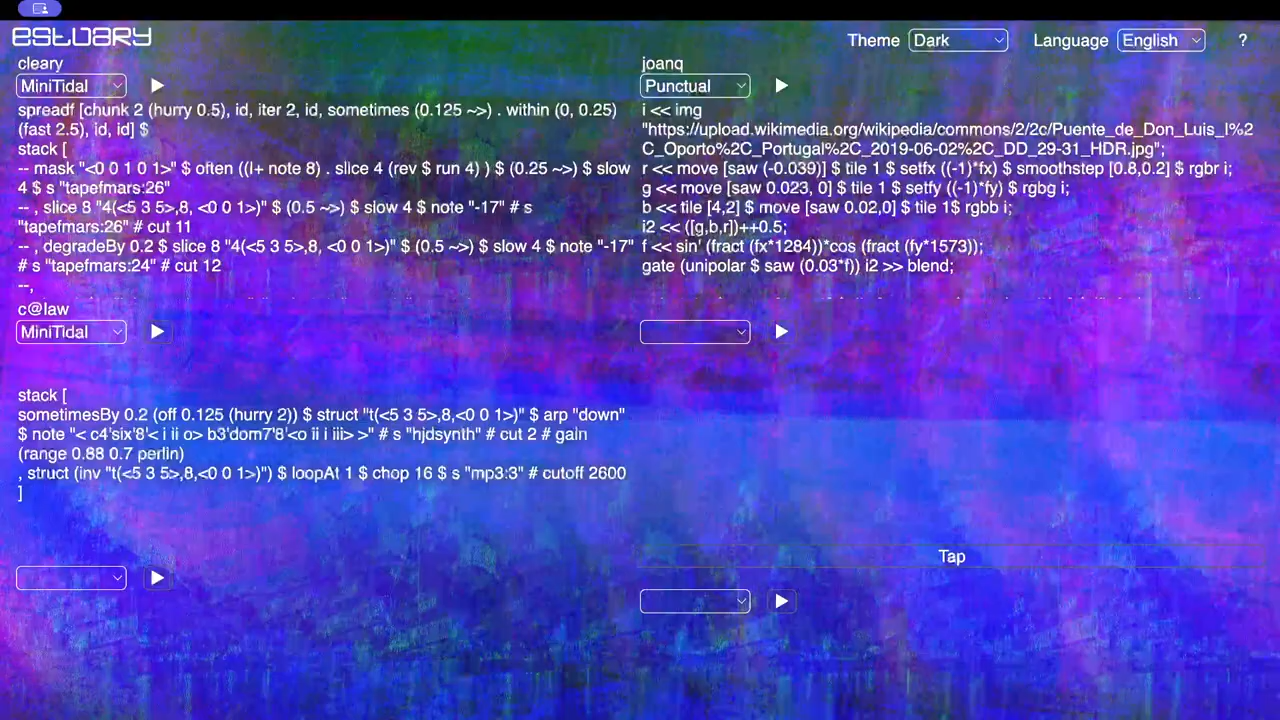 estuary
Theme Dark Language English ?
cleary
MiniTidal
spreadf [chunk 2 (hurry 0.5), id, iter 2, id, sometimes (0.125 ~>) . within (0, 0.25)
(fast 2.5), id, id] $
stack [
-- mask "<0 0 1 0 1>" $ often ((|+ note 8) . slice 4 (rev $ run 4) ) $ (0.25 ~>) $ slow
4 $ s "tapefmars:26"
-- , slice 8 "4(<5 3 5>,8, <0 0 1>)" $ (0.5 ~>) $ slow 4 $ note "-17" # s
"tapefmars:26" # cut 11
-- , degradeBy 0.2 $ slice 8 "4(<5 3 5>,8, <0 0 1>)" $ (0.5 ~>) $ slow 4 $ note "-17"
# s "tapefmars:24" # cut 12
--,
joanq
Punctual
i << img
"https://upload.wikimedia.org/wikipedia/commons/2/2c/Puente_de_Don_Luis_I%2
C_Oporto%2C_Portugal%2C_2019-06-02%2C_DD_29-31_HDR.jpg";
r << move [saw (-0.039)] $ tile 1 $ setfx ((-1)*fx) $ smoothstep [0.8,0.2] $ rgbr i;
g << move [saw 0.023, 0] $ tile 1 $ setfy ((-1)*fy) $ rgbg i;
b << tile [4,2] $ move [saw 0.02,0] $ tile 1$ rgbb i;
i2 << ([g,b,r])++0.5;
f << sin' (fract (fx*1284))*cos (fract (fy*1573));
gate (unipolar $ saw (0.03*f)) i2 >> blend;
c@law
MiniTidal
stack [
sometimesBy 0.2 (off 0.125 (hurry 2)) $ struct "t(<5 3 5>,8,<0 0 1>)" $ arp "down"
$ note "< c4'six'8'< i ii o> b3'dom7'8'<o ii i iii> >" # s "hjdsynth" # cut 2 # gain
(range 0.88 0.7 perlin)
, struct (inv "t(<5 3 5>,8,<0 0 1>)") $ loopAt 1 $ chop 16 $ s "mp3:3" # cutoff 2600
]
Tap